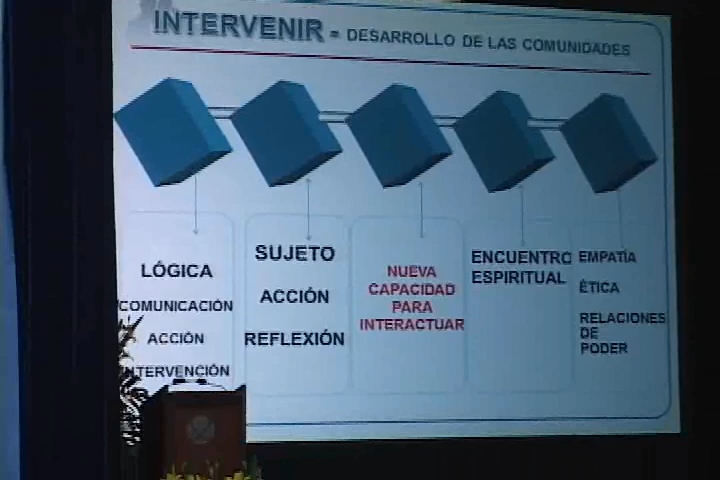 INTERVENIR = DESARROLLO DE LAS COMUNIDADES
LÓGICA
COMUNICACIÓN
ACCIÓN
NTERVENCIÓN
SUJETO
ACCIÓN
REFLEXIÓN
NUEVA
CAPACIDAD
PARA
INTERACTUAR
ENCUENTRO
ESPIRITUAL
EMPATÍA
ÉTICA
RELACIONES
DE
PODER